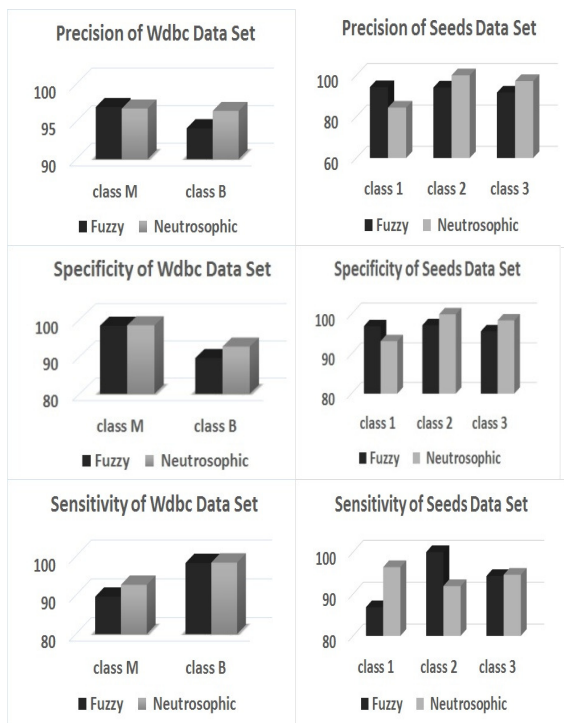 Precision of Wdbc Data Set
100
95
90
class M class B
Fuzzy Neutrosophic
Precision of Seeds Data Set
100
80
60
class 1 class 2 class 3
Fuzzy Neutrosophic
Specificity of Wdbc Data Set
100
90
80
class M class B
Fuzzy Neutrosophic
Specificity of Seeds Data Set
100
90
80
class 1 class 2 class 3
Fuzzy Neutrosophic
Sensitivity of Wdbc Data Set
100
90
80
class M class B
Fuzzy Neutrosophic
Sensitivity of Seeds Data Set
100
90
80
class 1 class 2 class 3
Fuzzy Neutrosophic